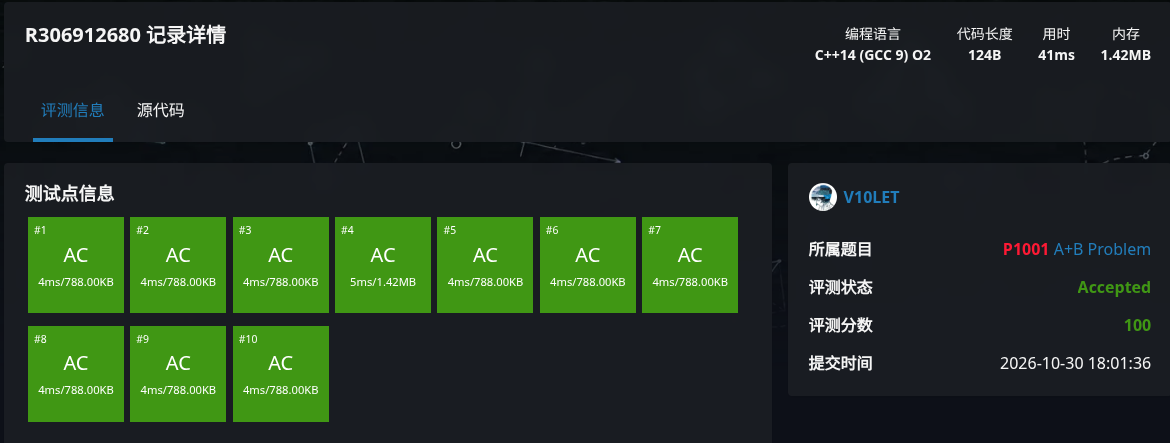 R306912680 记录详情
编程语言 代码长度 用时 内存
C++14 (GCC 9) O2 124B 41ms 1.42MB
评测信息 源代码
测试点信息
#1 #2 #3 #4 #5 #6 #7
AC AC AC AC AC AC AC
4ms/788.00KB 4ms/788.00KB 4ms/788.00KB 5ms/1.42MB 4ms/788.00KB 4ms/788.00KB 4ms/788.00KB
#8 #9 #10
AC AC AC
4ms/788.00KB 4ms/788.00KB 4ms/788.00KB
V10LET
所属题目 P1001 A+B Problem
评测状态 Accepted
评测分数 100
提交时间 2026-10-30 18:01:36